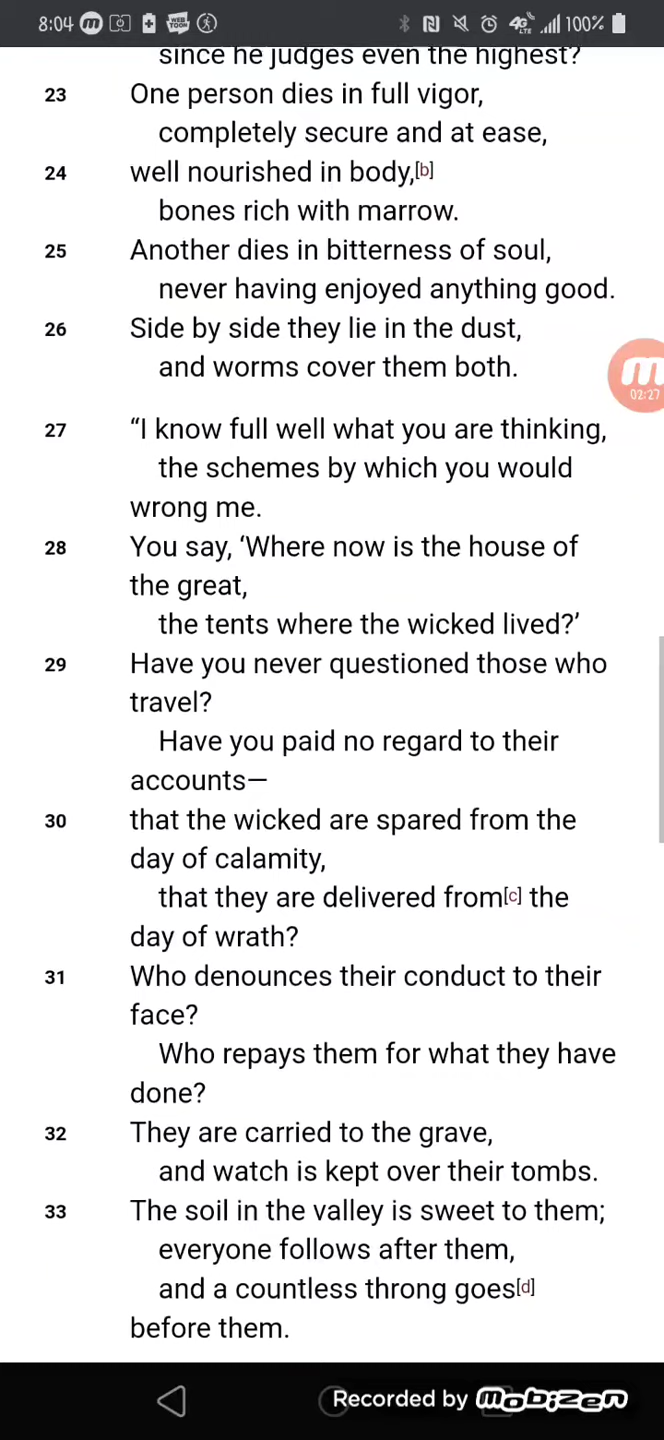 8:04 m WEB TOON 4G LTE 100%
since he judges even the highest?
23 One person dies in full vigor,
completely secure and at ease,
24 well nourished in body,[b]
bones rich with marrow.
25 Another dies in bitterness of soul,
never having enjoyed anything good.
26 Side by side they lie in the dust,
and worms cover them both.
m
02:27
27 “I know full well what you are thinking,
the schemes by which you would
wrong me.
28 You say, ‘Where now is the house of
the great,
the tents where the wicked lived?’
29 Have you never questioned those who
travel?
Have you paid no regard to their
accounts—
30 that the wicked are spared from the
day of calamity,
that they are delivered from[c] the
day of wrath?
31 Who denounces their conduct to their
face?
Who repays them for what they have
done?
32 They are carried to the grave,
and watch is kept over their tombs.
33 The soil in the valley is sweet to them;
everyone follows after them,
and a countless throng goes[d]
before them.
Recorded by mobizen